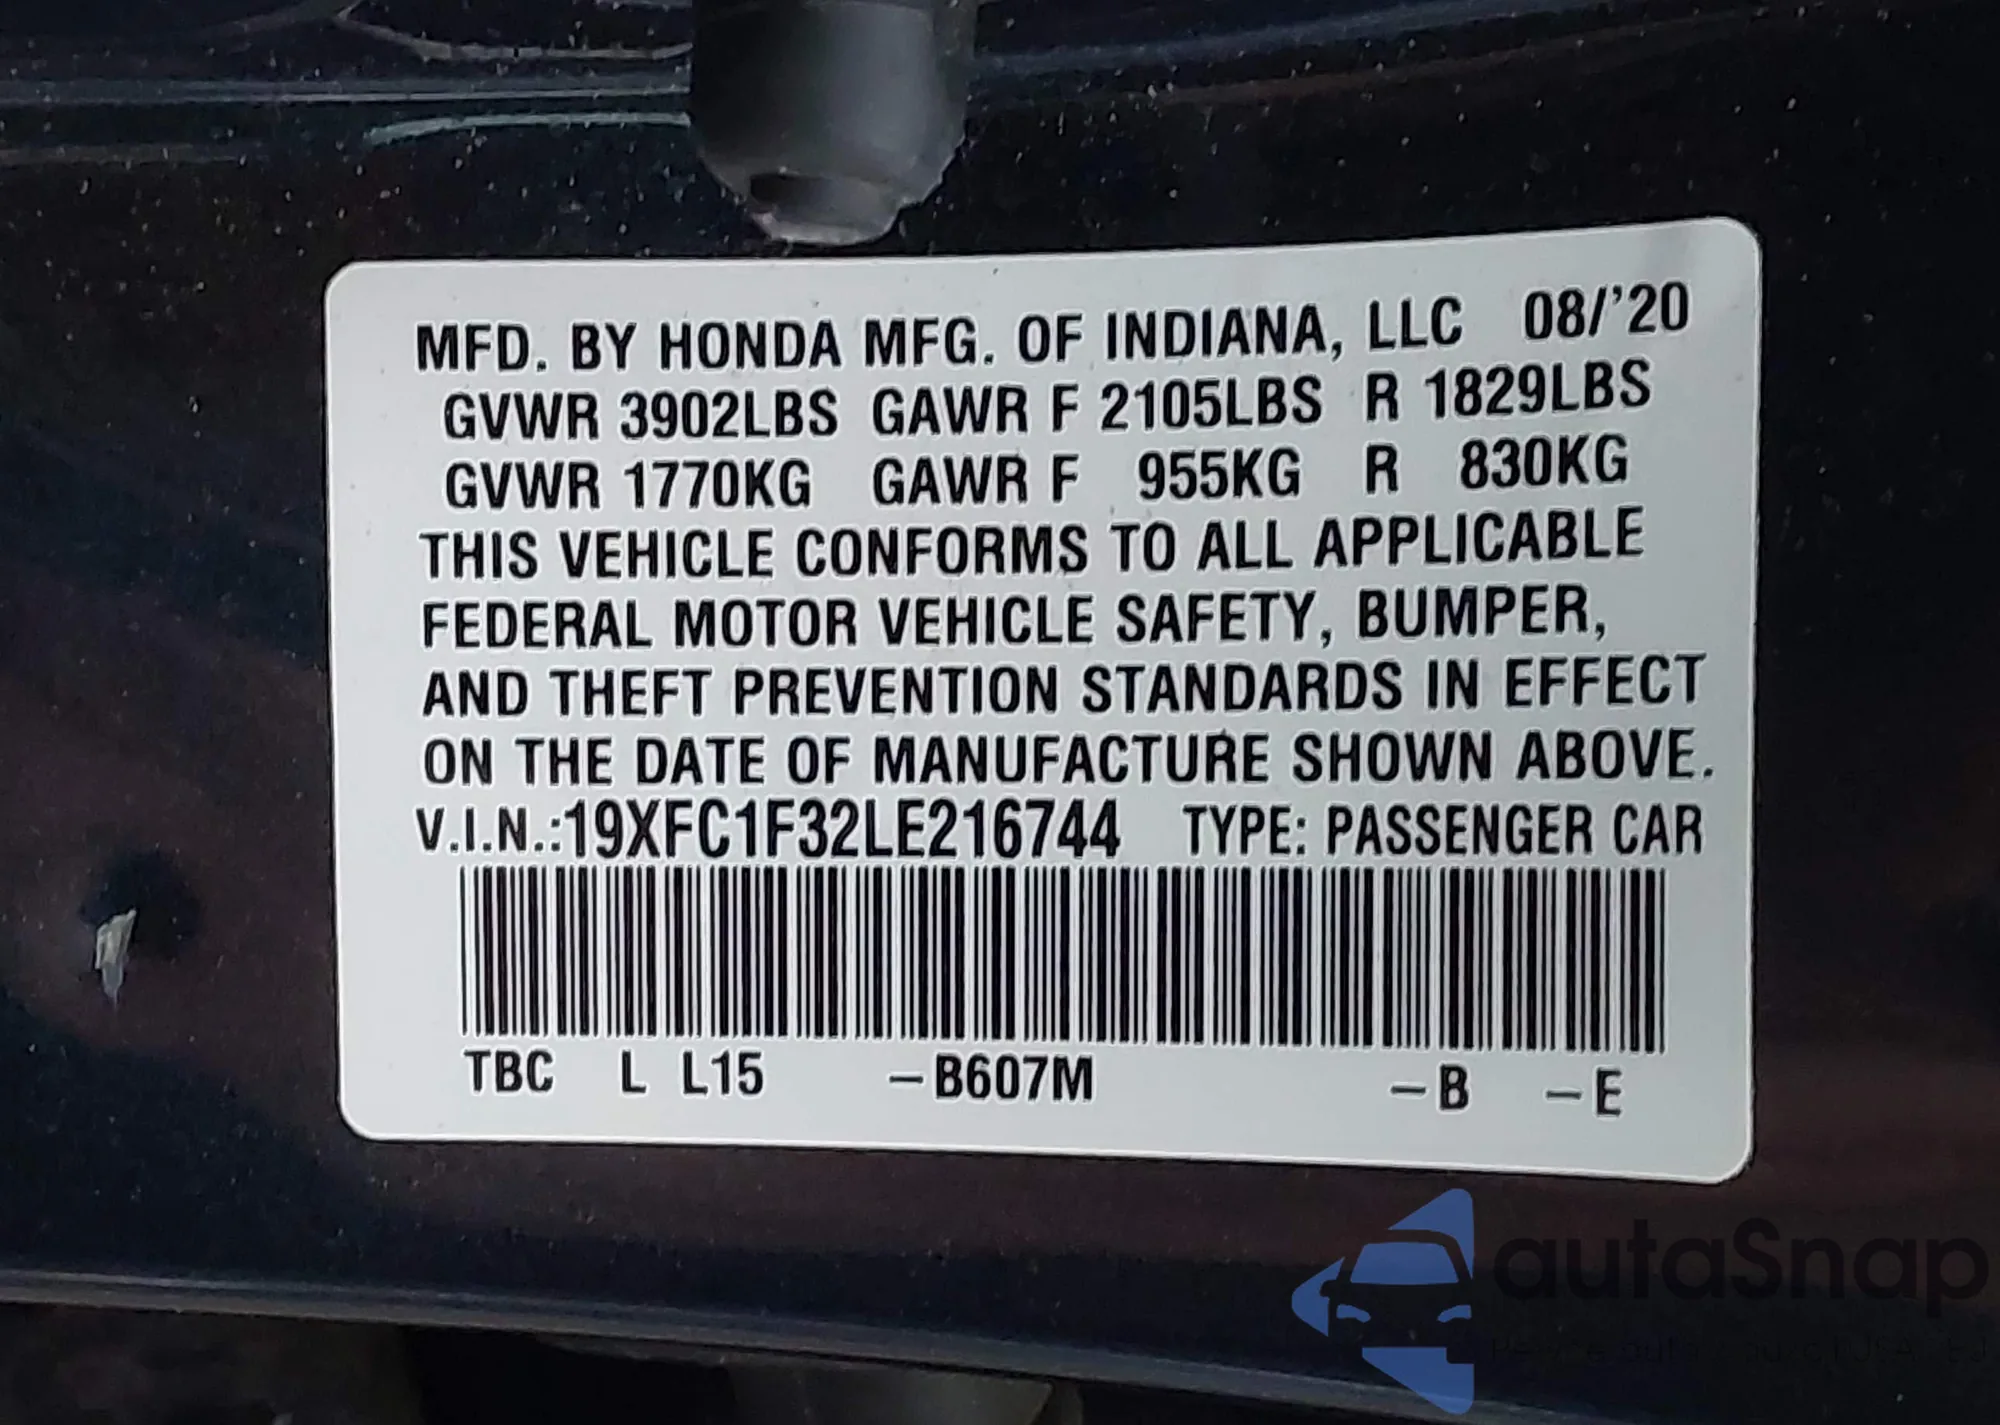 MFD. BY HONDA MFG. OF INDIANA, LLC 08/'20
GVWR 3902LBS GAWR F 2105LBS R 1829LBS
GVWR 1770KG GAWR F 955KG R 830KG
THIS VEHICLE CONFORMS TO ALL APPLICABLE
FEDERAL MOTOR VEHICLE SAFETY, BUMPER,
AND THEFT PREVENTION STANDARDS IN EFFECT
ON THE DATE OF MANUFACTURE SHOWN ABOVE.
V.I.N.:19XFC1F32LE216744 TYPE: PASSENGER CAR
TBC L L15 –B607M –B –E
autaSnap